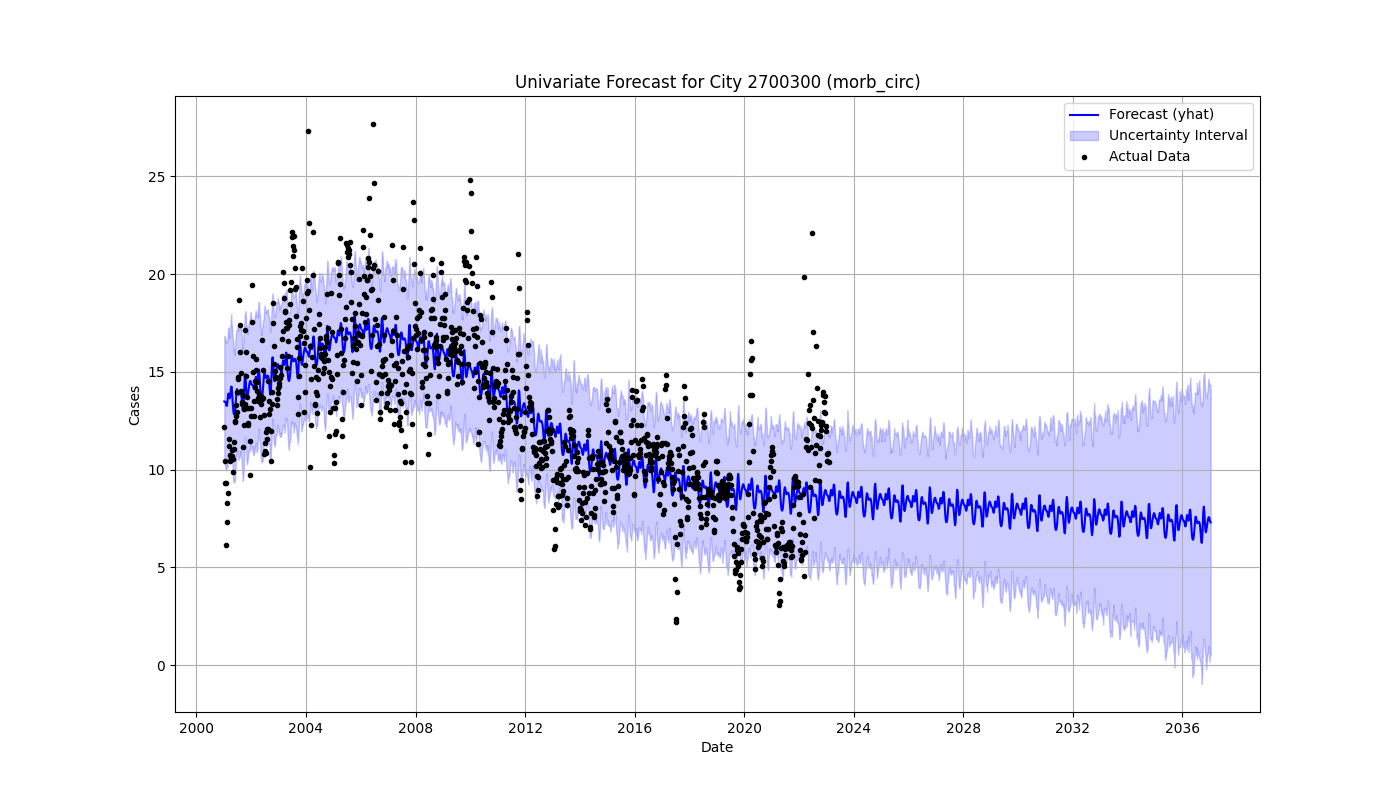 Univariate Forecast for City 2700300 (morb_circ)
Forecast (yhat)
Uncertainty Interval
Actual Data
Cases
25
20
15
10
5
0
2000 2004 2008 2012 2016 2020 2024 2028 2032 2036
Date